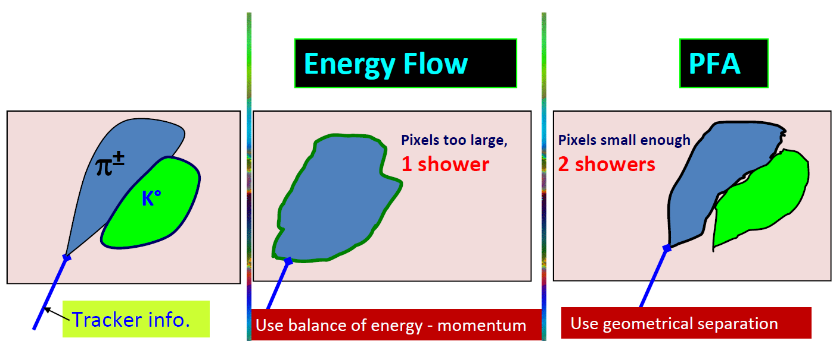 Energy Flow
PFA
π±
K°
Pixels too large,
1 shower
Pixels small enough
2 showers
Tracker info.
Use balance of energy - momentum
Use geometrical separation